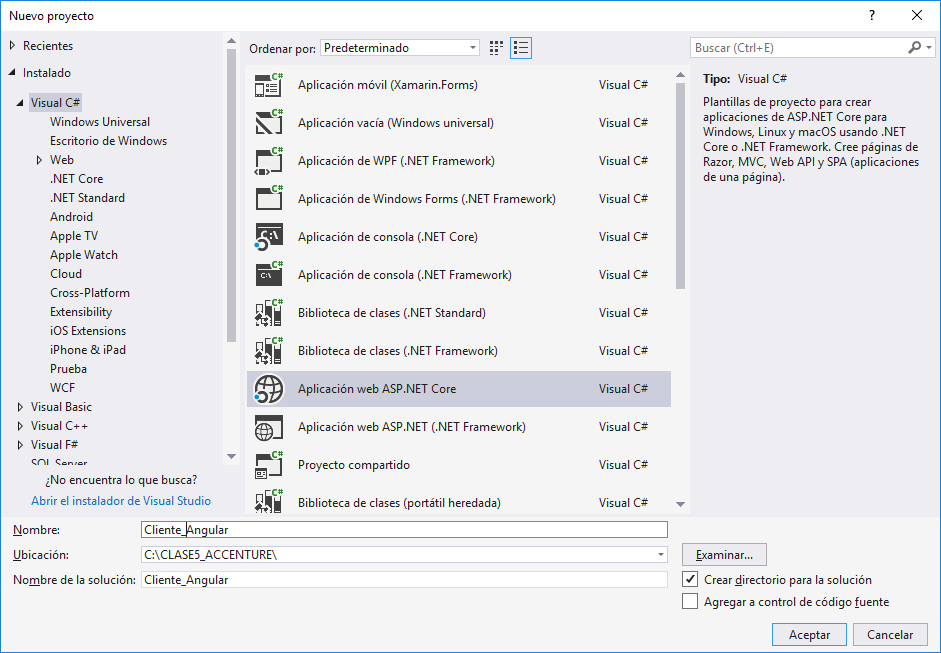 Nuevo proyecto
Recientes
Instalado
Visual C#
Windows Universal
Escritorio de Windows
Web
.NET Core
.NET Standard
Android
Apple TV
Apple Watch
Cloud
Cross-Platform
Extensibility
iOS Extensions
iPhone & iPad
Prueba
WCF
Visual Basic
Visual C++
Visual F#
SQL Server
¿No encuentra lo que busca?
Abrir el instalador de Visual Studio
Ordenar por: Predeterminado
Aplicación móvil (Xamarin.Forms) Visual C#
Aplicación vacía (Windows universal) Visual C#
Aplicación de WPF (.NET Framework) Visual C#
Aplicación de Windows Forms (.NET Framework) Visual C#
Aplicación de consola (.NET Core) Visual C#
Aplicación de consola (.NET Framework) Visual C#
Biblioteca de clases (.NET Standard) Visual C#
Biblioteca de clases (.NET Framework) Visual C#
Aplicación web ASP.NET Core Visual C#
Aplicación web ASP.NET (.NET Framework) Visual C#
Proyecto compartido Visual C#
Biblioteca de clases (portátil heredada) Visual C#
Buscar (Ctrl+E)
Tipo: Visual C#
Plantillas de proyecto para crear
aplicaciones de ASP.NET Core para
Windows, Linux y macOS usando .NET
Core o .NET Framework. Cree páginas de
Razor, MVC, Web API y SPA (aplicaciones
de una página).
Nombre: Cliente_Angular
Ubicación: C:\CLASE5_ACCENTURE\
Examinar...
Nombre de la solución: Cliente_Angular
Crear directorio para la solución
Agregar a control de código fuente
Aceptar
Cancelar